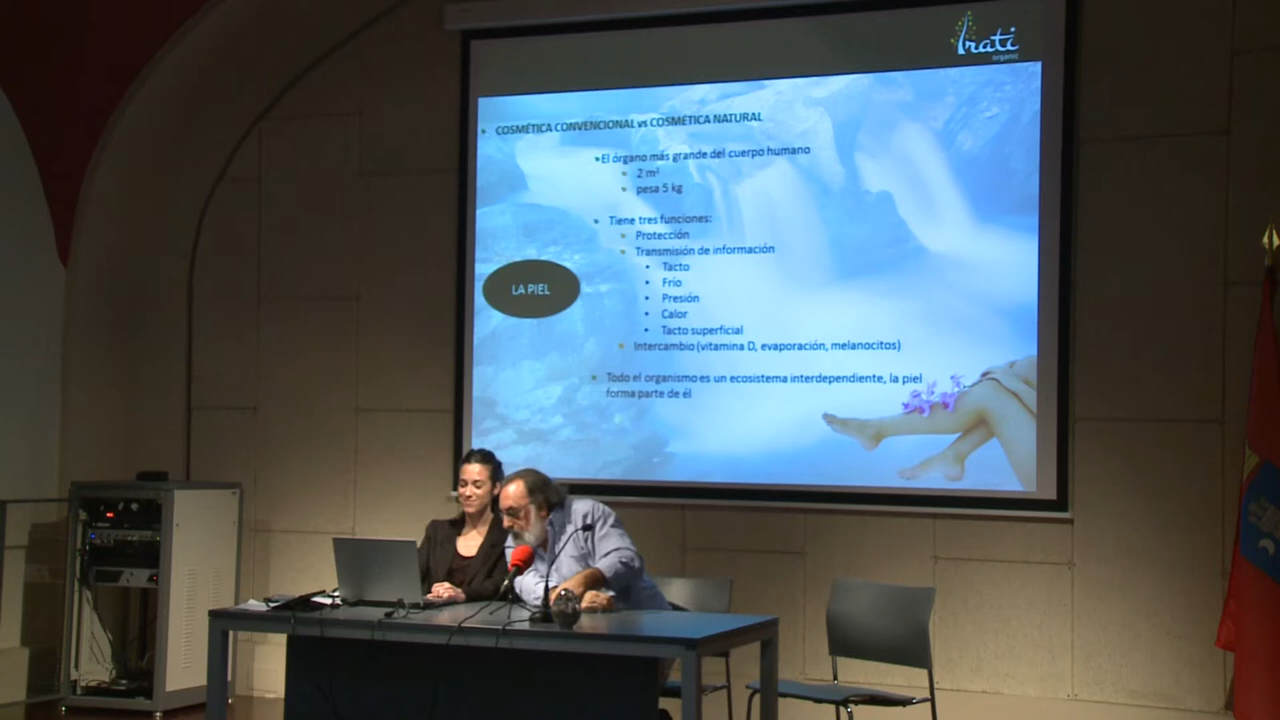 Irati
organic
COSMÉTICA CONVENCIONAL vs COSMÉTICA NATURAL
El órgano más grande del cuerpo humano
2 m²
pesa 5 kg
Tiene tres funciones:
Protección
Transmisión de información
Tacto
Frío
Presión
Calor
Tacto superficial
LA PIEL
Intercambio (vitamina D, evaporación, melanocitos)
Todo el organismo es un ecosistema interdependiente, la piel
forma parte de él